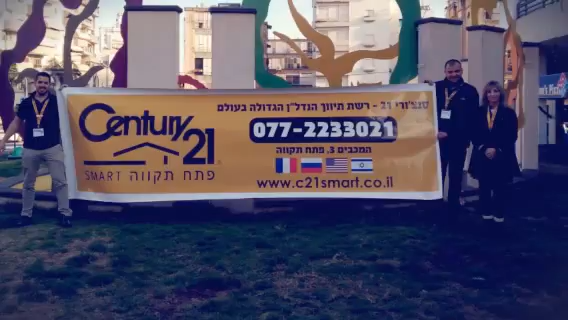 סנצ'ורי 21 - רשת תיווך הנדל"ן הגדולה בעולם
077-2233021
המכבים 3, פתח תקווה
www.c21smart.co.il
Century 21
SMART פתח תקווה